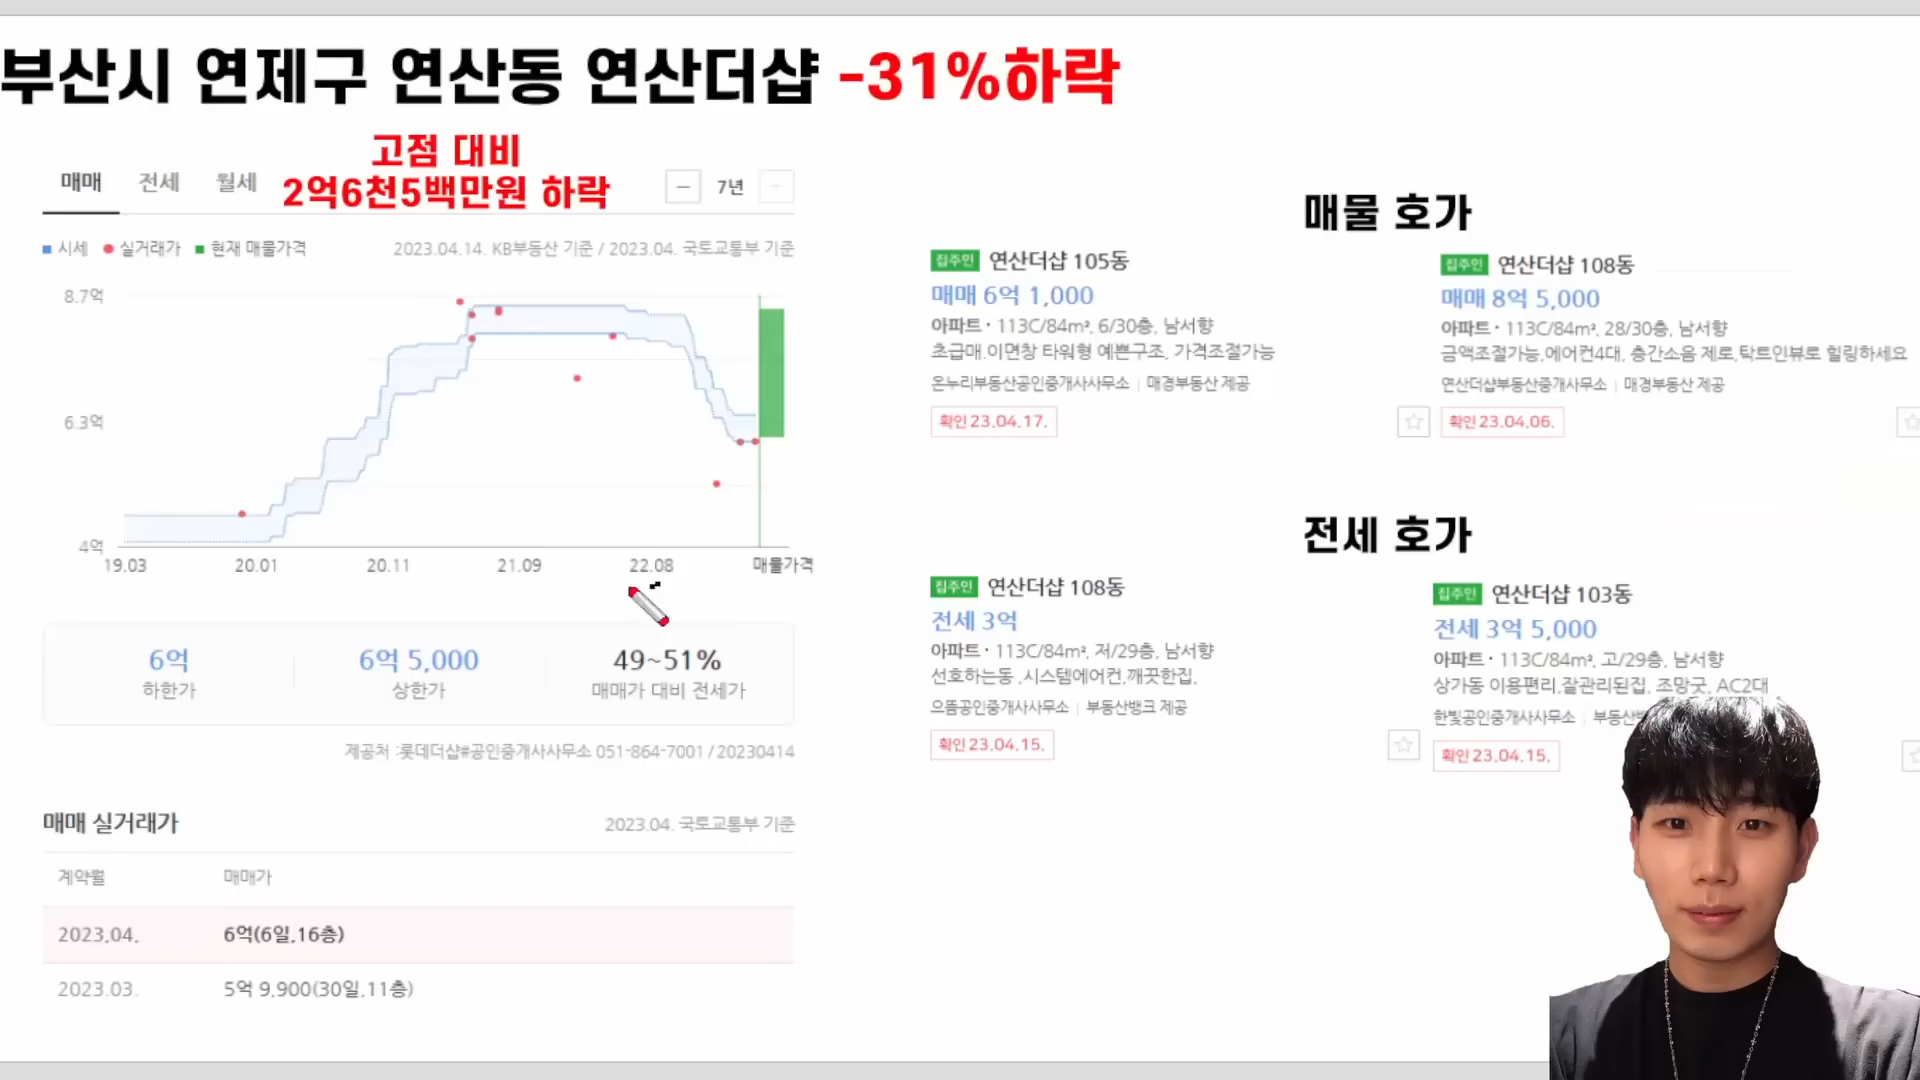 부산시 연제구 연산동 연산더샵 -31%하락
고점 대비
2억6천5백만원 하락
매매 전세 월세
7년
시세 실거래가 현재 매물가격
2023.04.14. KB부동산 기준 / 2023.04. 국토교통부 기준
8.7억
6.3억
4억
19.03 20.01 20.11 21.09 22.08 매물가격
6억 6억 5,000 49~51%
하한가 상한가 매매가 대비 전세가
제공처 :롯데더샵#공인중개사사무소 051-864-7001 / 20230414
매매 실거래가
2023.04. 국토교통부 기준
계약월 매매가
2023.04. 6억(6일,16층)
2023.03. 5억 9,900(30일,11층)
매물 호가
집주인 연산더샵 105동
매매 6억 1,000
아파트・113C/84m², 6/30층, 남서향
초급매.이면창 타워형 예쁜구조, 가격조절가능
온누리부동산공인중개사사무소 | 매경부동산 제공
확인 23.04.17.
집주인 연산더샵 108동
매매 8억 5,000
아파트・113C/84m², 28/30층, 남서향
금액조절가능,에어컨4대, 층간소음 제로,탁트인뷰로 힐링하세요
연산더샵부동산중개사무소 | 매경부동산 제공
확인 23.04.06.
전세 호가
집주인 연산더샵 108동
전세 3억
아파트・113C/84m², 저/29층, 남서향
선호하는동 ,시스템에어컨,깨끗한집,
으뜸공인중개사사무소 | 부동산뱅크 제공
확인 23.04.15.
집주인 연산더샵 103동
전세 3억 5,000
아파트・113C/84m², 고/29층, 남서향
상가동 이용편리,잘관리된집, 조망굿, AC2대
한빛공인중개사사무소 | 부동산
확인 23.04.15.